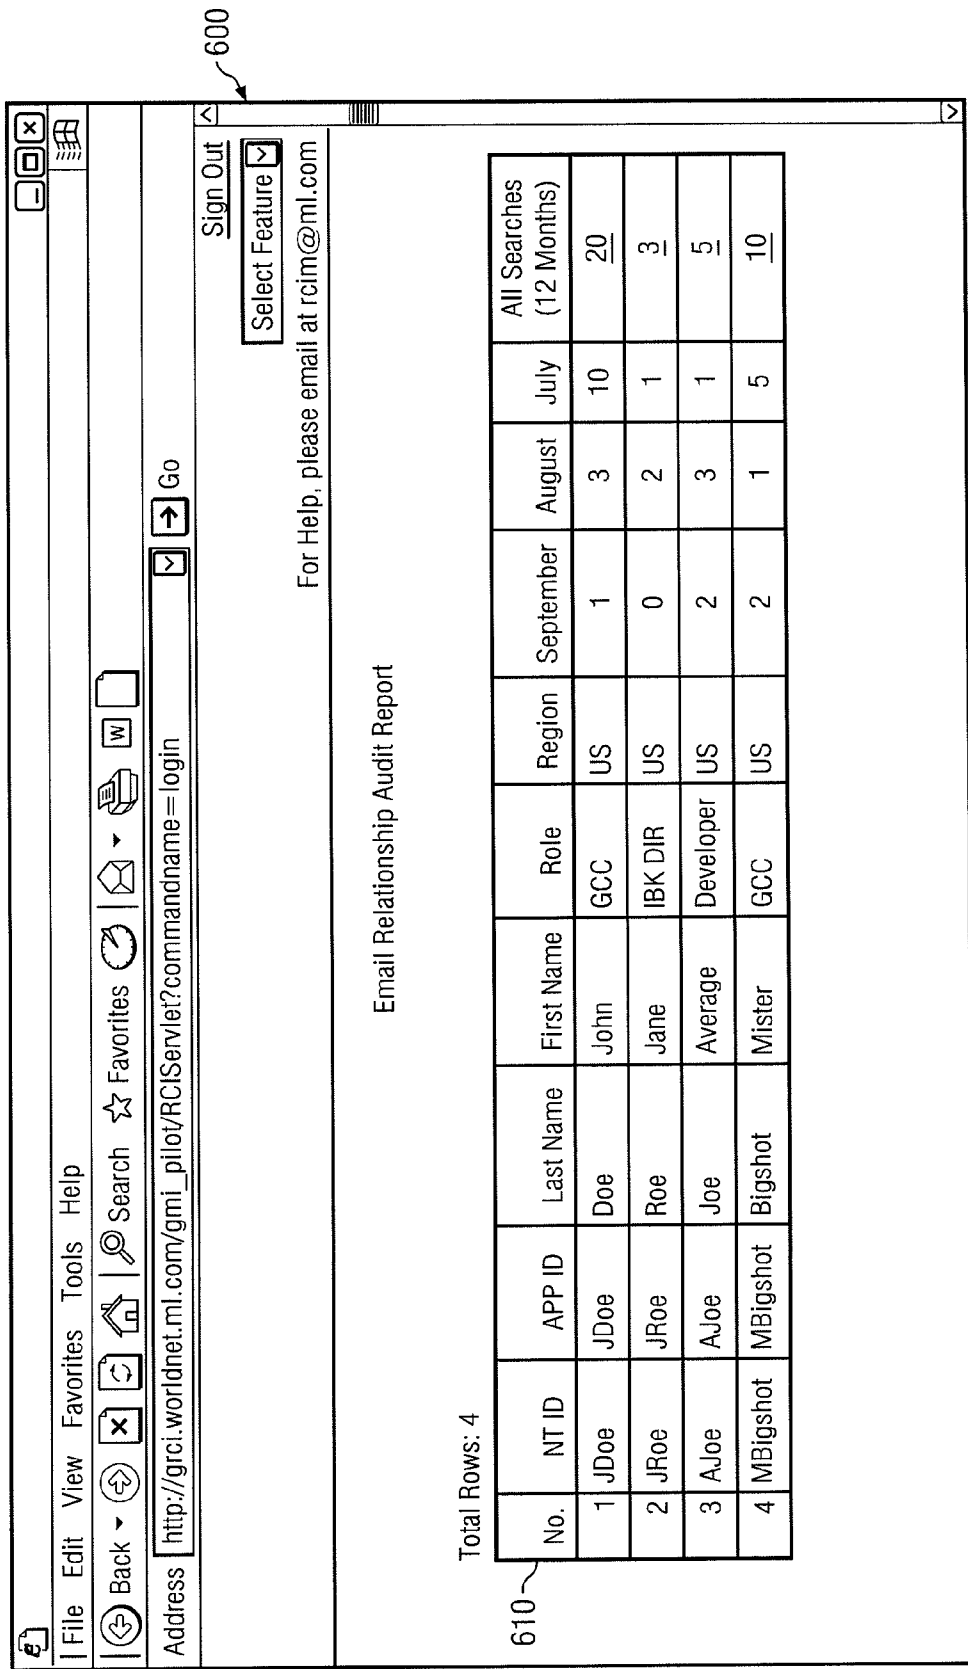 File Edit View Favorites Tools Help
Back Search Favorites W
Address http://grci.worldnet.ml.com/gmi_pilot/RCIServlet?commandname=login Go
600
Sign Out
Select Feature
For Help, please email at rcim@ml.com
Email Relationship Audit Report
Total Rows: 4
610
No. NT ID APP ID Last Name First Name Role Region September August July All Searches (12 Months)
1 JDoe JDoe Doe John GCC US 1 3 10 20
2 JRoe JRoe Roe Jane IBK DIR US 0 2 1 3
3 AJoe AJoe Joe Average Developer US 2 3 1 5
4 MBigshot MBigshot Bigshot Mister GCC US 2 1 5 10